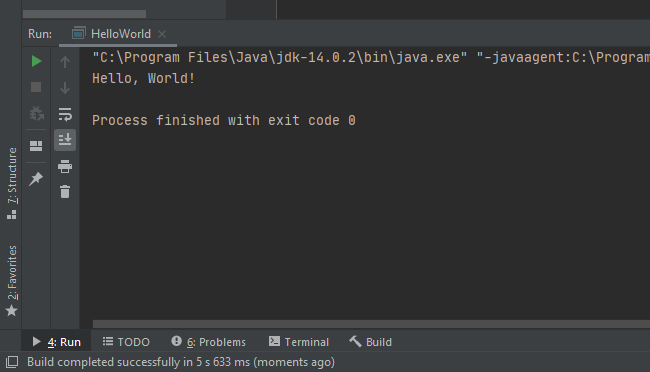 Run: HelloWorld
"C:\Program Files\Java\jdk-14.0.2\bin\java.exe" "-javaagent:C:\Program
Hello, World!
Process finished with exit code 0
7: Structure
2: Favorites
4: Run TODO 6: Problems Terminal Build
Build completed successfully in 5 s 633 ms (moments ago)